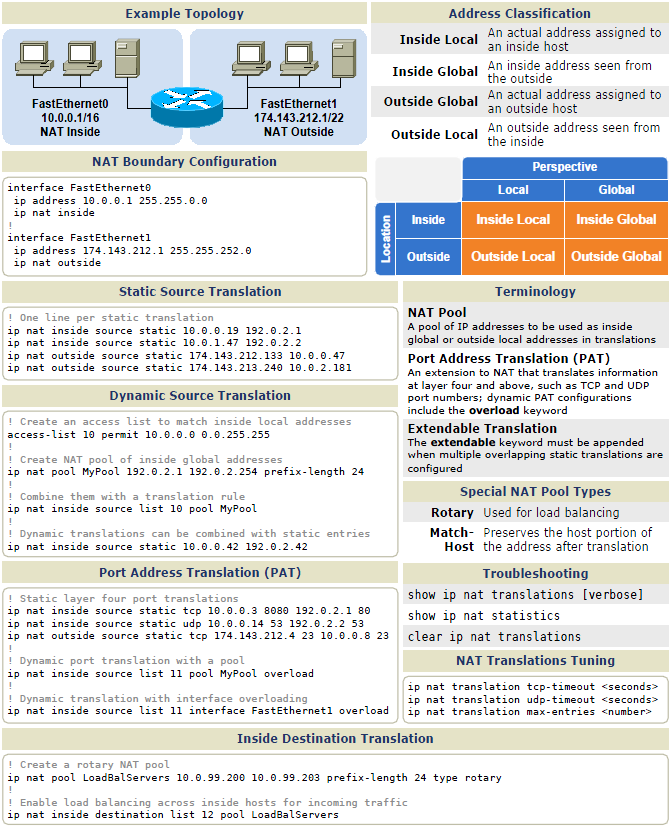 Example Topology
FastEthernet0
10.0.0.1/16
NAT Inside
FastEthernet1
174.143.212.1/22
NAT Outside
Address Classification
Inside Local An actual address assigned to
an inside host
Inside Global An inside address seen from
the outside
Outside Global An actual address assigned to
an outside host
Outside Local An outside address seen from
the inside
Perspective
Local Global
Location
Inside Inside Local Inside Global
Outside Outside Local Outside Global
NAT Boundary Configuration
interface FastEthernet0
ip address 10.0.0.1 255.255.0.0
ip nat inside
!
interface FastEthernet1
ip address 174.143.212.1 255.255.252.0
ip nat outside
Static Source Translation
! One line per static translation
ip nat inside source static 10.0.0.19 192.0.2.1
ip nat inside source static 10.0.1.47 192.0.2.2
ip nat outside source static 174.143.212.133 10.0.0.47
ip nat outside source static 174.143.213.240 10.0.2.181
Dynamic Source Translation
! Create an access list to match inside local addresses
access-list 10 permit 10.0.0.0 0.0.255.255
!
! Create NAT pool of inside global addresses
ip nat pool MyPool 192.0.2.1 192.0.2.254 prefix-length 24
!
! Combine them with a translation rule
ip nat inside source list 10 pool MyPool
!
! Dynamic translations can be combined with static entries
ip nat inside source static 10.0.0.42 192.0.2.42
Port Address Translation (PAT)
! Static layer four port translations
ip nat inside source static tcp 10.0.0.3 8080 192.0.2.1 80
ip nat inside source static udp 10.0.0.14 53 192.0.2.2 53
ip nat outside source static tcp 174.143.212.4 23 10.0.0.8 23
!
! Dynamic port translation with a pool
ip nat inside source list 11 pool MyPool overload
!
! Dynamic translation with interface overloading
ip nat inside source list 11 interface FastEthernet1 overload
Terminology
NAT Pool
A pool of IP addresses to be used as inside
global or outside local addresses in translations
Port Address Translation (PAT)
An extension to NAT that translates information
at layer four and above, such as TCP and UDP
port numbers; dynamic PAT configurations
include the overload keyword
Extendable Translation
The extendable keyword must be appended
when multiple overlapping static translations are
configured
Special NAT Pool Types
Rotary Used for load balancing
Match-Host Preserves the host portion of
the address after translation
Troubleshooting
show ip nat translations [verbose]
show ip nat statistics
clear ip nat translations
NAT Translations Tuning
ip nat translation tcp-timeout <seconds>
ip nat translation udp-timeout <seconds>
ip nat translation max-entries <number>
Inside Destination Translation
! Create a rotary NAT pool
ip nat pool LoadBalServers 10.0.99.200 10.0.99.203 prefix-length 24 type rotary
!
! Enable load balancing across inside hosts for incoming traffic
ip nat inside destination list 12 pool LoadBalServers